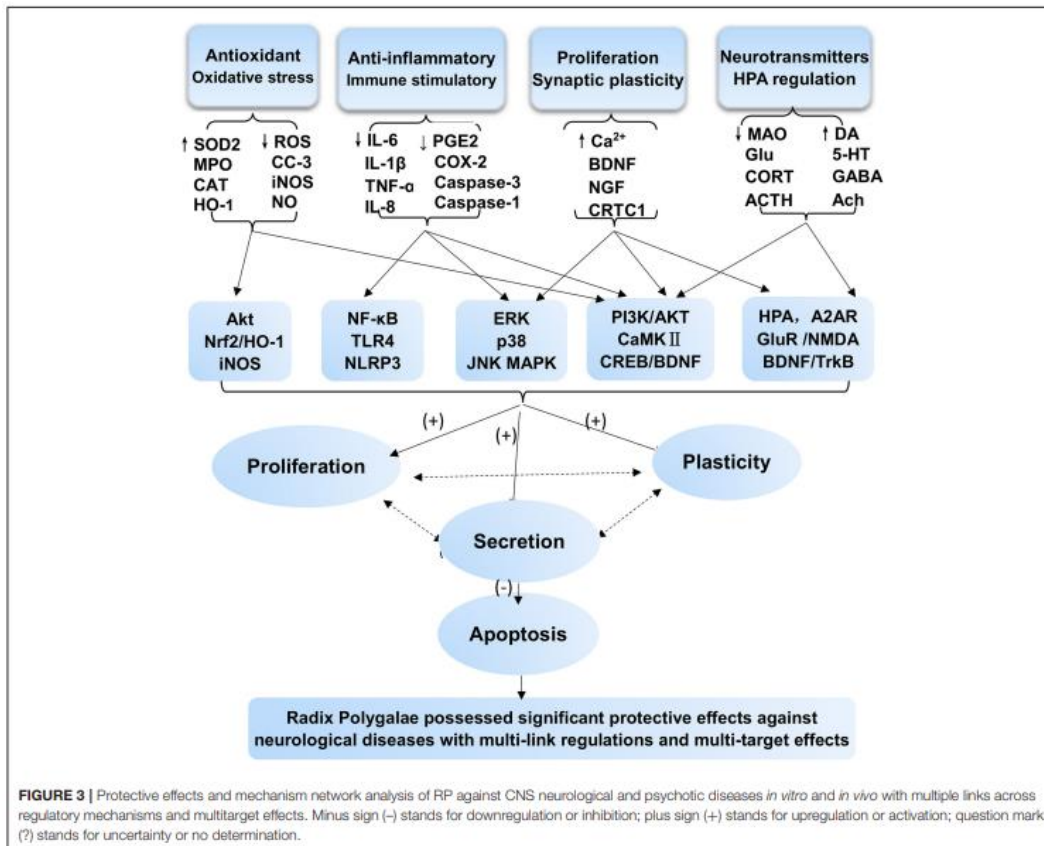 Antioxidant
Oxidative stress
Anti-inflammatory
Immune stimulatory
Proliferation
Synaptic plasticity
Neurotransmitters
HPA regulation
↑ SOD2
MPO
CAT
HO-1
↓ ROS
CC-3
iNOS
NO
↓ IL-6
IL-1β
TNF-α
IL-8
↓ PGE2
COX-2
Caspase-3
Caspase-1
↑ Ca²⁺
BDNF
NGF
CRTC1
↓ MAO
Glu
CORT
ACTH
↑ DA
5-HT
GABA
Ach
Akt
Nrf2/HO-1
iNOS
NF-κB
TLR4
NLRP3
ERK
p38
JNK MAPK
PI3K/AKT
CaMKⅡ
CREB/BDNF
HPA, A2AR
GluR /NMDA
BDNF/TrkB
(+)
(+)
(+)
Proliferation
Plasticity
Secretion
(-)
Apoptosis
Radix Polygalae possessed significant protective effects against
neurological diseases with multi-link regulations and multi-target effects
FIGURE 3 | Protective effects and mechanism network analysis of RP against CNS neurological and psychotic diseases in vitro and in vivo with multiple links across
regulatory mechanisms and multitarget effects. Minus sign (–) stands for downregulation or inhibition; plus sign (+) stands for upregulation or activation; question mark
(?) stands for uncertainty or no determination.